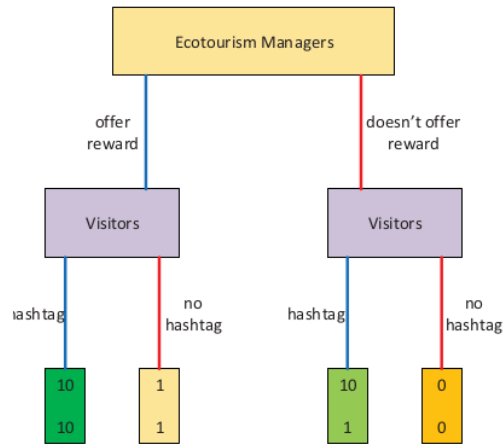 Ecotourism Managers
offer
reward
doesn't offer
reward
Visitors
Visitors
ashtag
no
hashtag
hashtag
no
hashtag
10
10
1
1
10
1
0
0